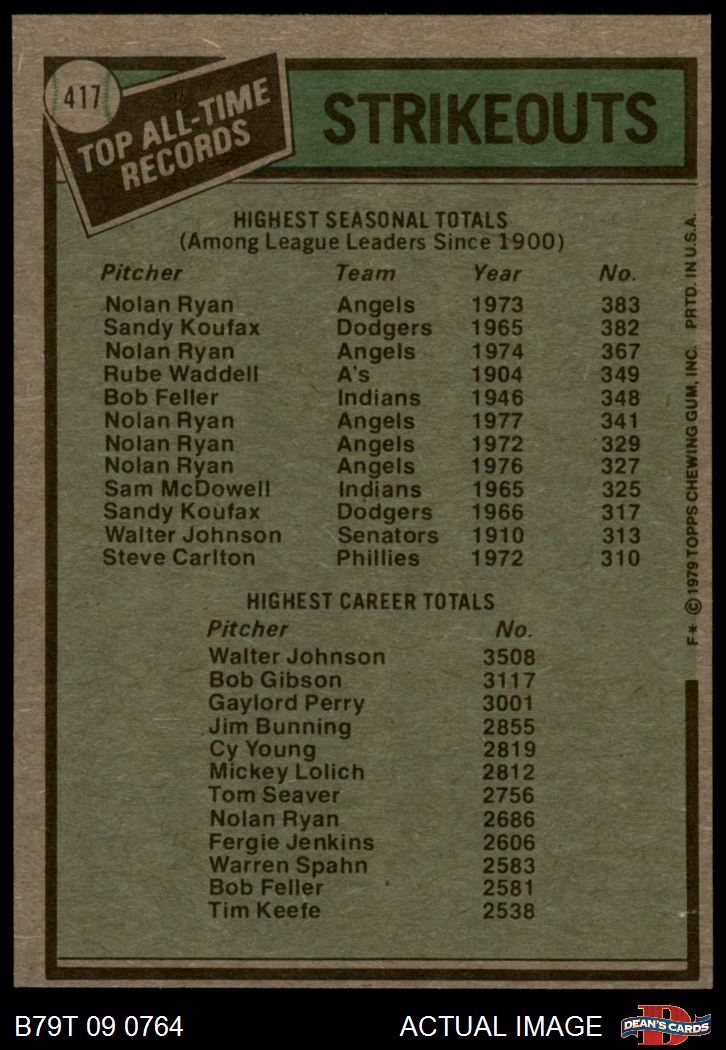 417
TOP ALL-TIME
RECORDS
STRIKEOUTS
HIGHEST SEASONAL TOTALS
(Among League Leaders Since 1900)
Pitcher Team Year No.
Nolan Ryan Angels 1973 383
Sandy Koufax Dodgers 1965 382
Nolan Ryan Angels 1974 367
Rube Waddell A's 1904 349
Bob Feller Indians 1946 348
Nolan Ryan Angels 1977 341
Nolan Ryan Angels 1972 329
Nolan Ryan Angels 1976 327
Sam McDowell Indians 1965 325
Sandy Koufax Dodgers 1966 317
Walter Johnson Senators 1910 313
Steve Carlton Phillies 1972 310
HIGHEST CAREER TOTALS
Pitcher No.
Walter Johnson 3508
Bob Gibson 3117
Gaylord Perry 3001
Jim Bunning 2855
Cy Young 2819
Mickey Lolich 2812
Tom Seaver 2756
Nolan Ryan 2686
Fergie Jenkins 2606
Warren Spahn 2583
Bob Feller 2581
Tim Keefe 2538
F* © 1979 TOPPS CHEWING GUM, INC. PRTD. IN U.S.A.
B79T 09 0764
ACTUAL IMAGE
D
DEAN'S CARDS